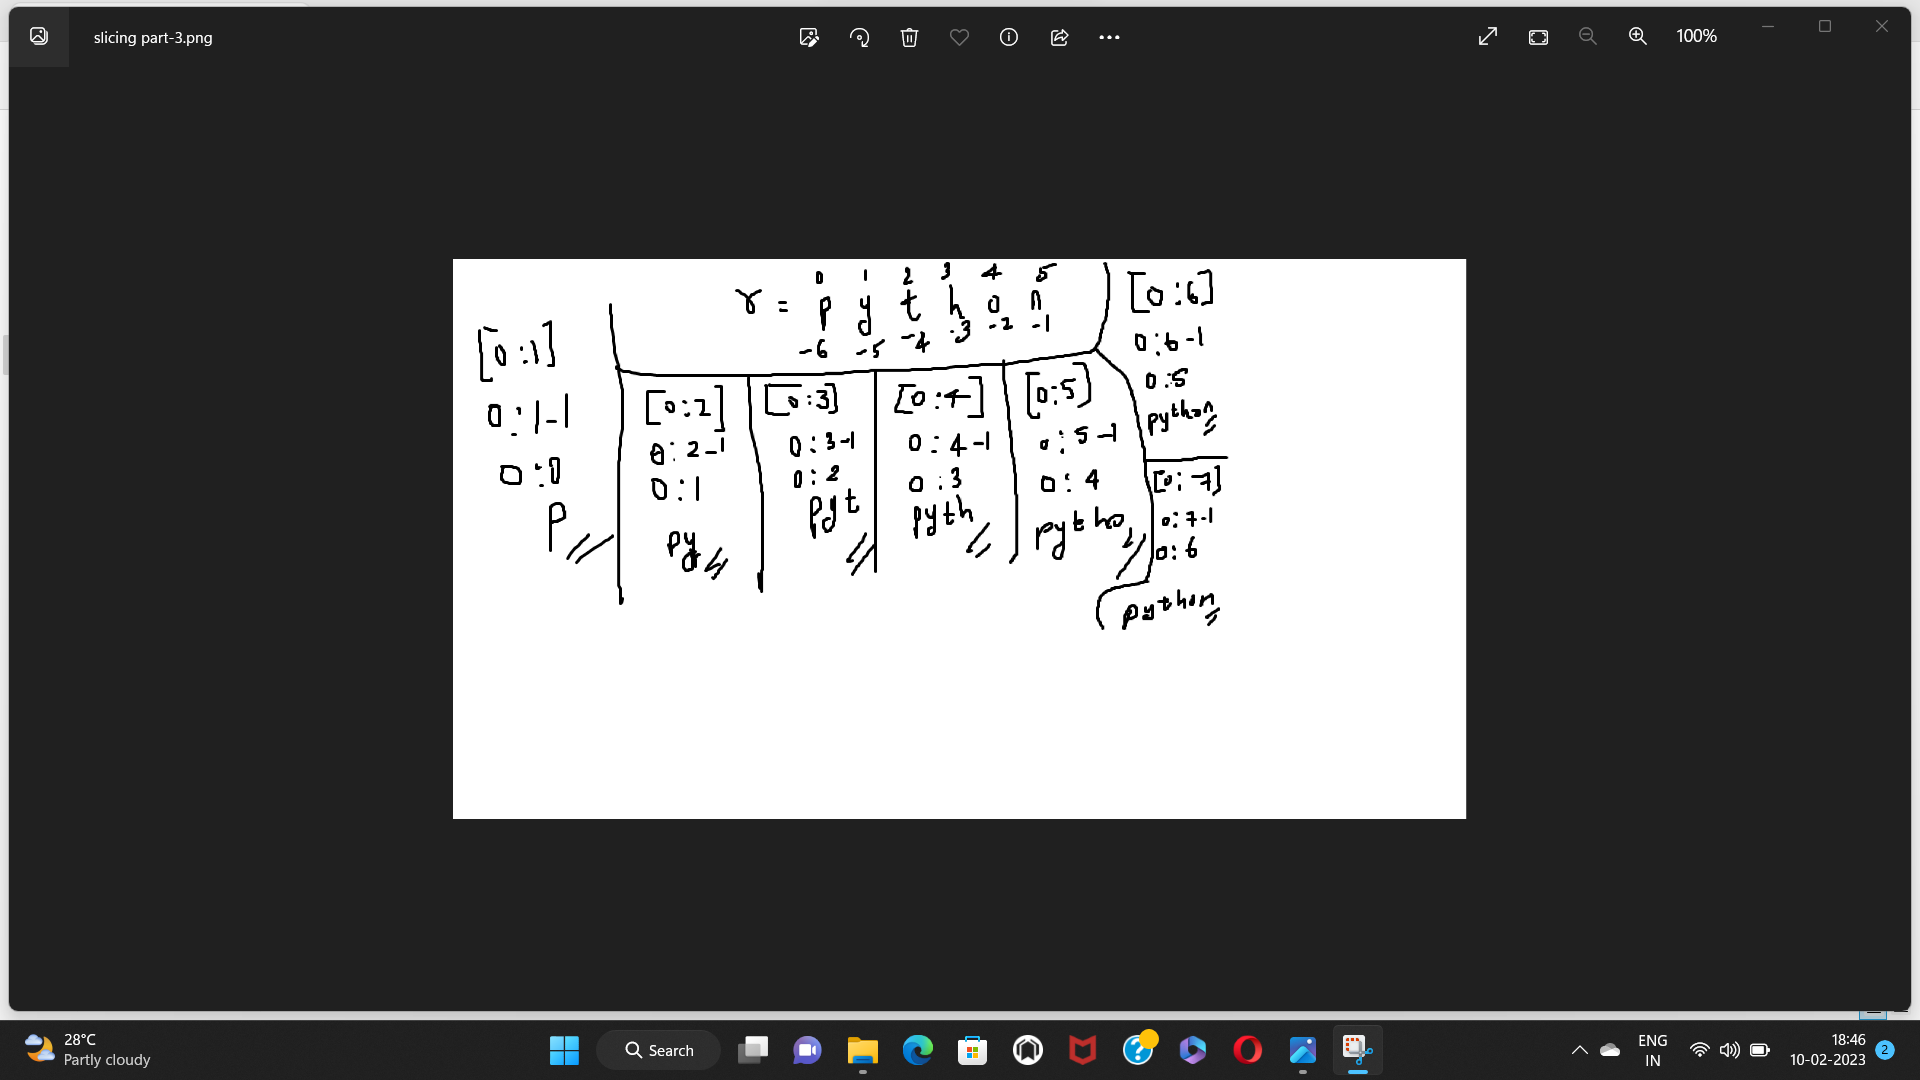 slicing part-3.png
100%
[0:1]
0:1-1
0:0
P
0 1 2 3 4 5
r = p y t h o n
-6 -5 -4 -3 -2 -1
[0:2]
0:2-1
0:1
py
[0:3]
0:3-1
0:2
pyt
[0:4]
0:4-1
0:3
pyth
[0:5]
0:5-1
0:4
pytho
[0:6]
0:6-1
0:5
python
[0:7]
0:7-1
0:6
python
28°C
Partly cloudy
Search
ENG
IN
18:46
10-02-2023
2